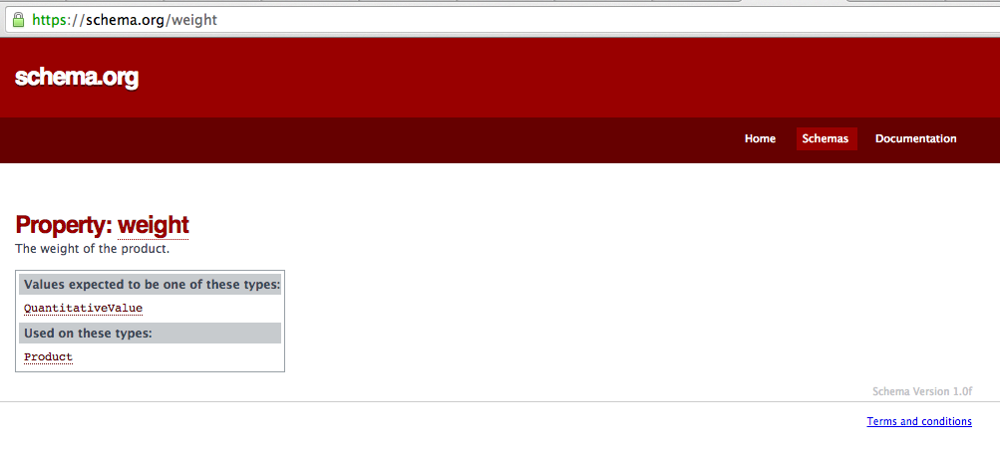 https://schema.org/weight
schema.org
Home Schemas Documentation
Property: weight
The weight of the product.
Values expected to be one of these types:
QuantitativeValue
Used on these types:
Product
Schema Version 1.0f
Terms and conditions